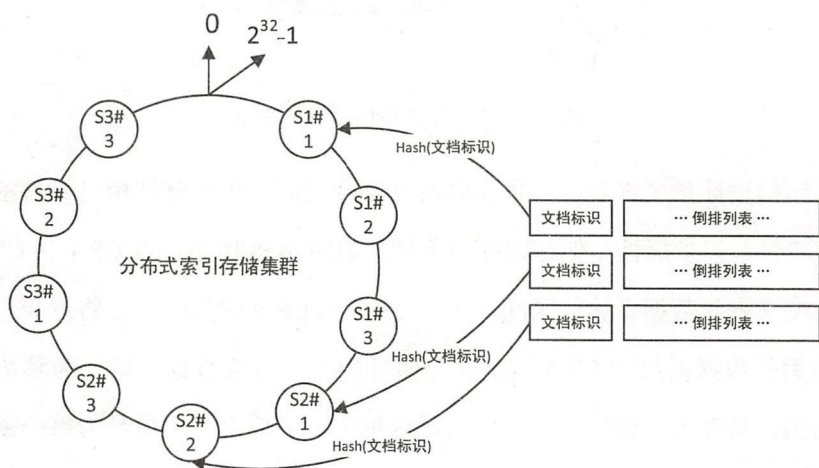 0
2³²-1
S3#
3
S1#
1
Hash(文档标识)
S3#
2
S1#
2
文档标识
··· 倒排列表 ···
分布式索引存储集群
文档标识
··· 倒排列表 ···
S3#
1
S1#
3
文档标识
··· 倒排列表 ···
Hash(文档标识)
S2#
3
S2#
1
S2#
2
Hash(文档标识)